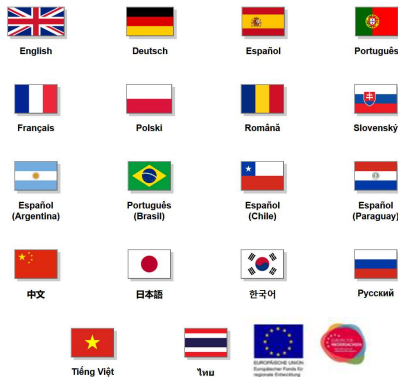 English
Deutsch
Español
Português
Français
Polski
Română
Slovenský
Español
(Argentina)
Português
(Brasil)
Español
(Chile)
Español
(Paraguay)
中文
日本語
한국어
Русский
Tiếng Việt
ไทย
EUROPÄISCHE UNION
Europäischer Fonds für
regionale Entwicklung